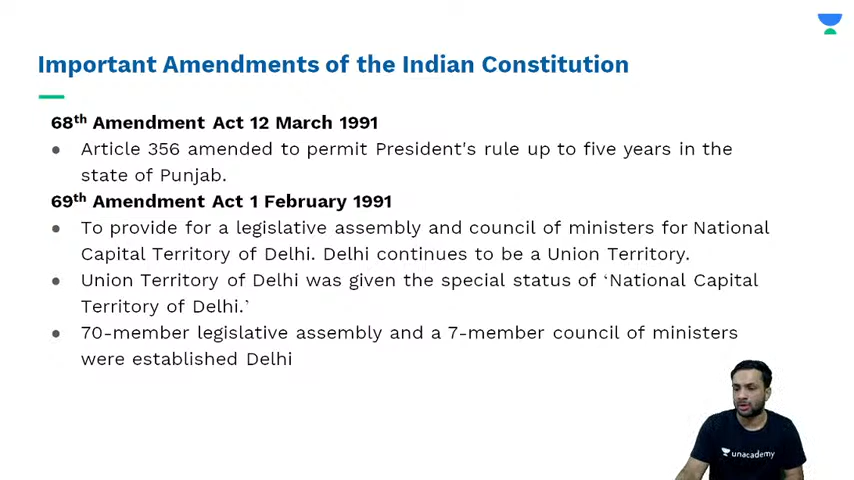 Important Amendments of the Indian Constitution
68th Amendment Act 12 March 1991
● Article 356 amended to permit President's rule up to five years in the
state of Punjab.
69th Amendment Act 1 February 1991
● To provide for a legislative assembly and council of ministers for National
Capital Territory of Delhi. Delhi continues to be a Union Territory.
● Union Territory of Delhi was given the special status of ‘National Capital
Territory of Delhi.’
● 70-member legislative assembly and a 7-member council of ministers
were established Delhi
unacademy